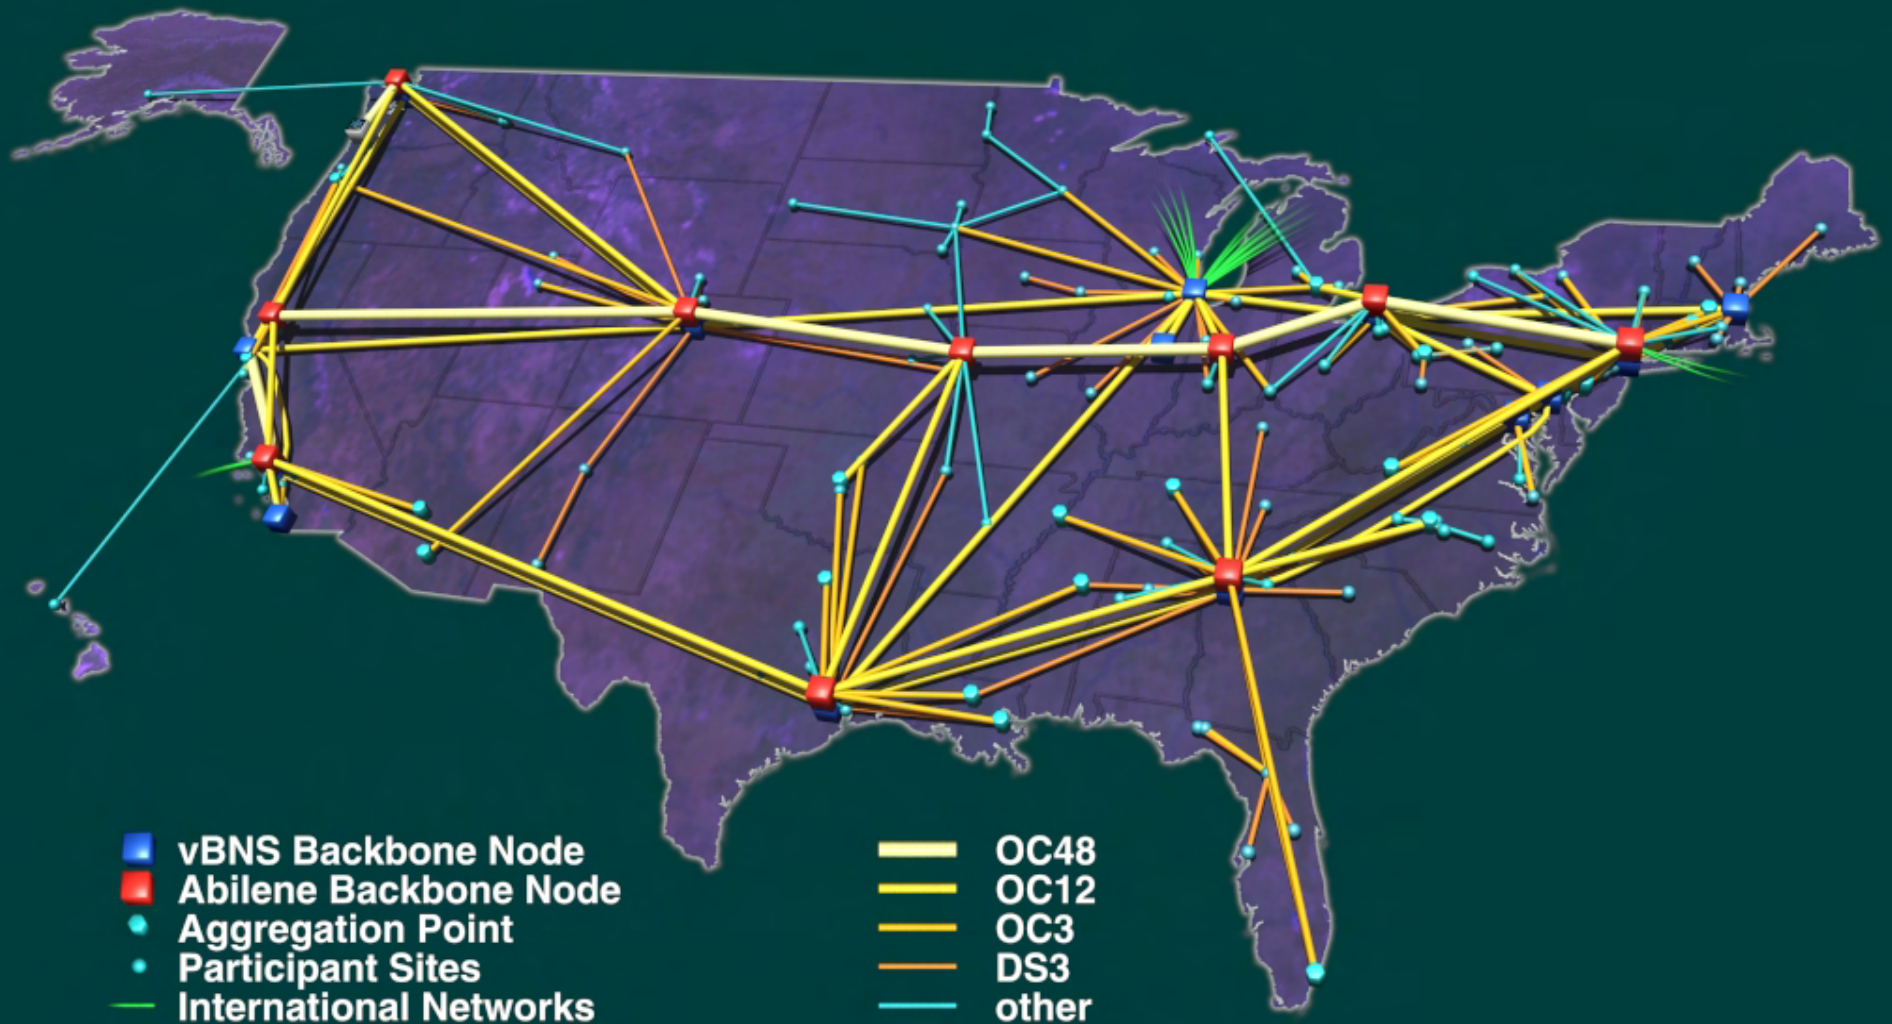 vBNS Backbone Node
Abilene Backbone Node
Aggregation Point
Participant Sites
International Networks
OC48
OC12
OC3
DS3
other